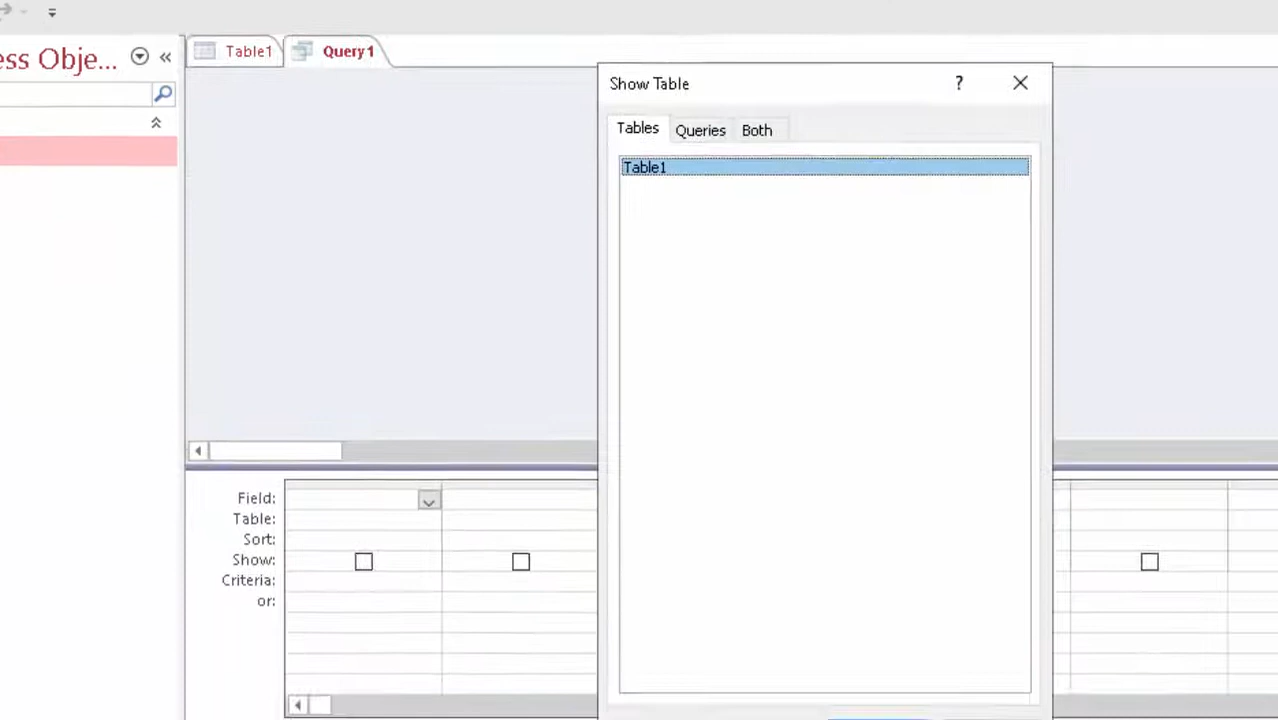 ess Obje...
Table1
Query1
Show Table
?
Tables
Queries
Both
Table1
Field:
Table:
Sort:
Show:
Criteria:
or: